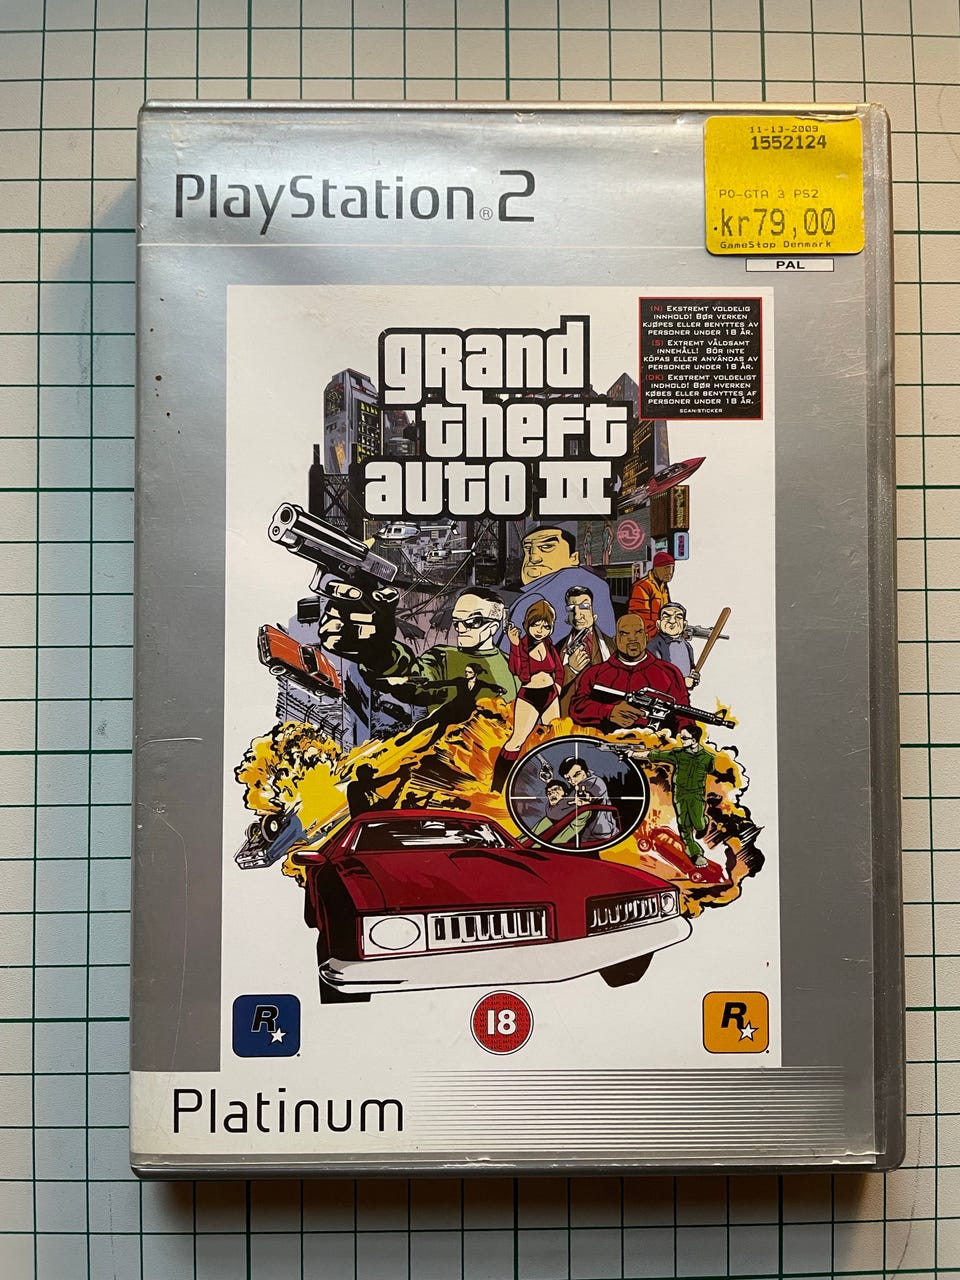 PlayStation®2
11-13-2009
1552124
PO-GTA 3 PS2
kr79,00
GameStop Denmark
PAL
grand
theft
auto III
(N) EKSTREMT VOLDELIG
INNHOLD! BØR VERKEN
KJØPES ELLER BENYTTES AV
PERSONER UNDER 18 ÅR.
(S) EXTREMT VÅLDSAMT
INNEHÅLL! BÖR INTE
KÖPAS ELLER ANVÄNDAS AV
PERSONER UNDER 18 ÅR.
(DK) EKSTREMT VOLDELIGT
INDHOLD! BØR HVERKEN
KØBES ELLER BENYTTES AF
PERSONER UNDER 18 ÅR.
SCAN/STICKER
R
18
R
Platinum